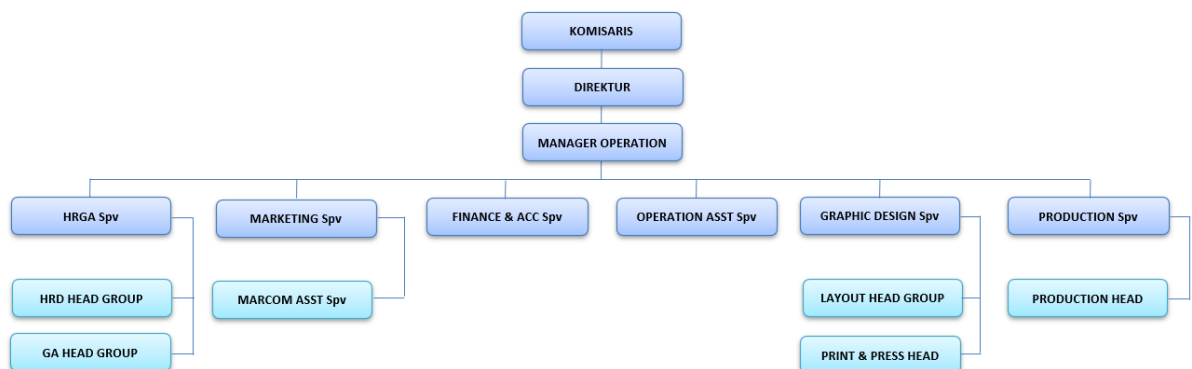 KOMISARIS
DIREKTUR
MANAGER OPERATION
HRGA Spv
MARKETING Spv
FINANCE & ACC Spv
OPERATION ASST Spv
GRAPHIC DESIGN Spv
PRODUCTION Spv
HRD HEAD GROUP
MARCOM ASST Spv
LAYOUT HEAD GROUP
PRODUCTION HEAD
GA HEAD GROUP
PRINT & PRESS HEAD